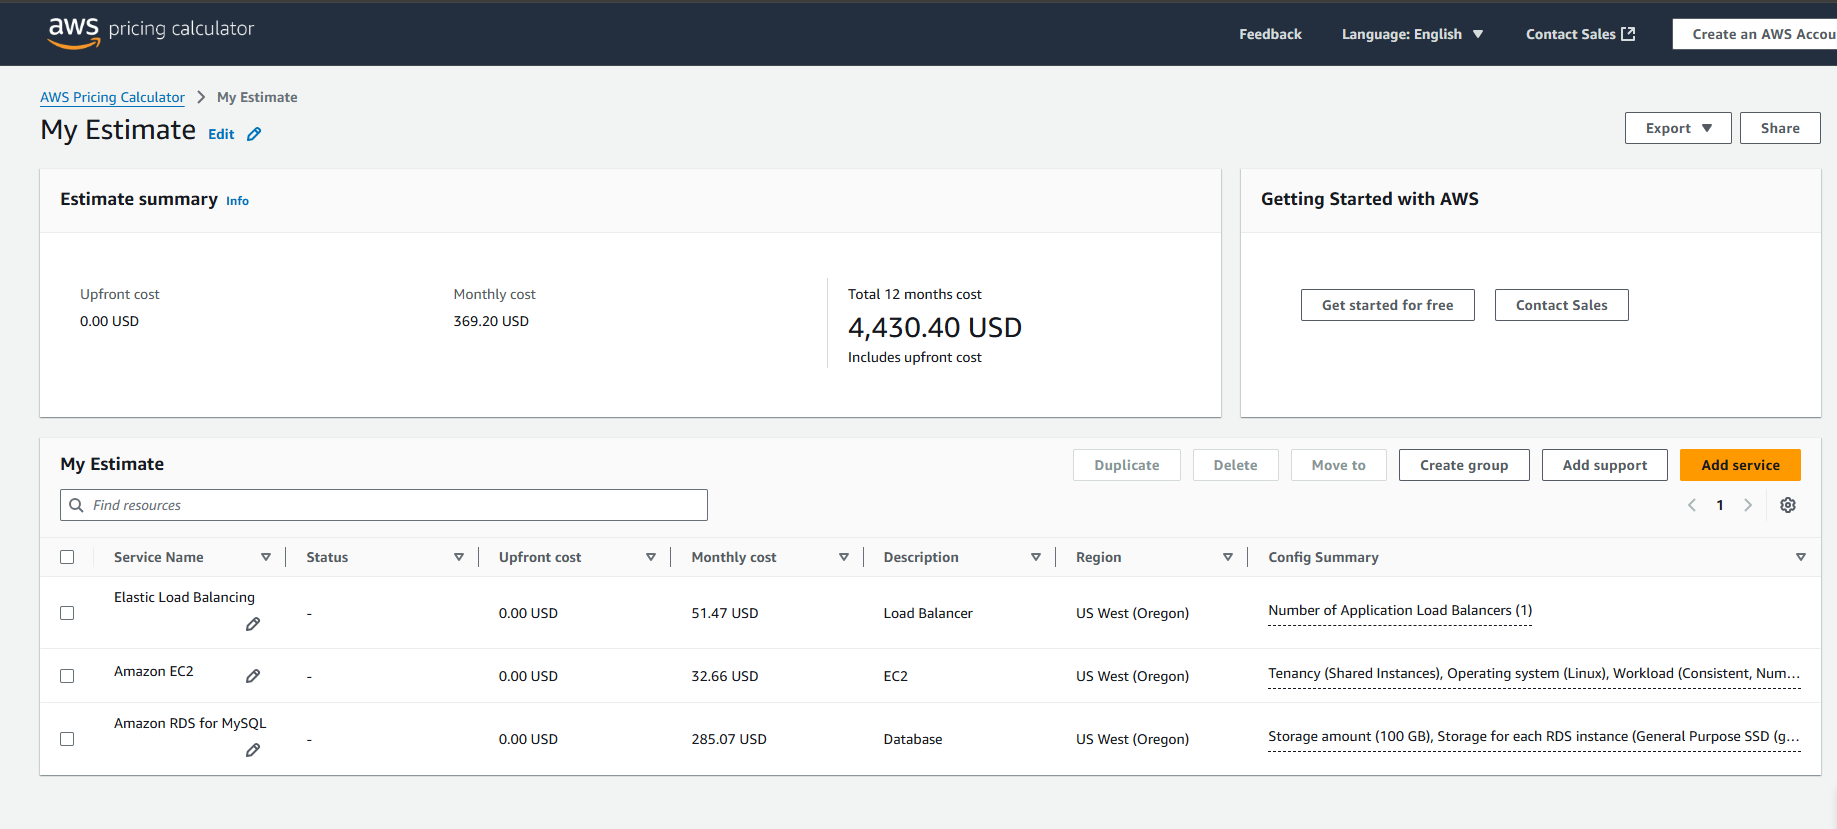 aws pricing calculator
Feedback
Language: English
Contact Sales
Create an AWS Accou
AWS Pricing Calculator
My Estimate
My Estimate
Edit
Export
Share
Estimate summary
Info
Upfront cost
0.00 USD
Monthly cost
369.20 USD
Total 12 months cost
4,430.40 USD
Includes upfront cost
Getting Started with AWS
Get started for free
Contact Sales
My Estimate
Duplicate
Delete
Move to
Create group
Add support
Add service
Find resources
1
Service Name
Status
Upfront cost
Monthly cost
Description
Region
Config Summary
Elastic Load Balancing
-
0.00 USD
51.47 USD
Load Balancer
US West (Oregon)
Number of Application Load Balancers (1)
Amazon EC2
-
0.00 USD
32.66 USD
EC2
US West (Oregon)
Tenancy (Shared Instances), Operating system (Linux), Workload (Consistent, Num...
Amazon RDS for MySQL
-
0.00 USD
285.07 USD
Database
US West (Oregon)
Storage amount (100 GB), Storage for each RDS instance (General Purpose SSD (g...